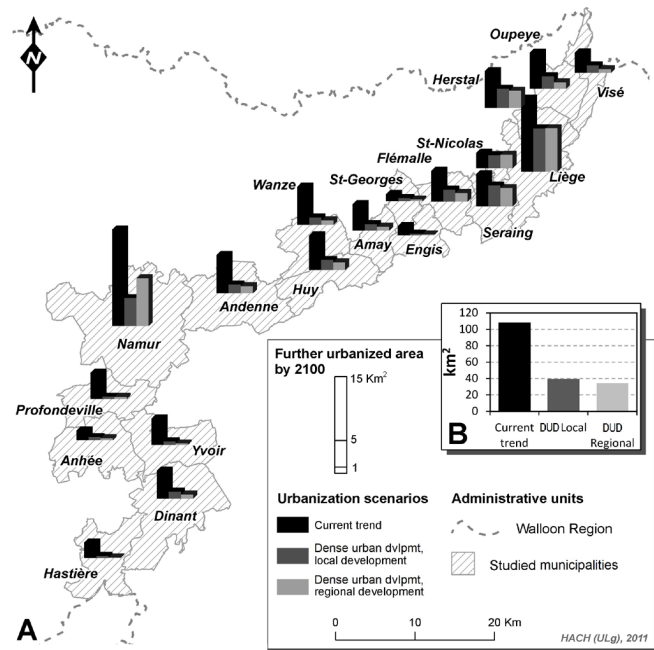 N
Oupeye
Herstal
Visé
St-Nicolas
Flémalle
Liège
St-Georges
Wanze
Seraing
Amay
Engis
Huy
Andenne
Namur
Profondeville
Yvoir
Anhée
Dinant
Hastière
A
120
100
80
60
40
20
0
km²
Current trend
DUD Local
DUD Regional
B
Further urbanized area
by 2100
15 Km²
5
1
Urbanization scenarios
Current trend
Dense urban dvlpmt,
local development
Dense urban dvlpmt,
regional development
Administrative units
Walloon Region
Studied municipalities
0 10 20 Km
HACH (ULg), 2011